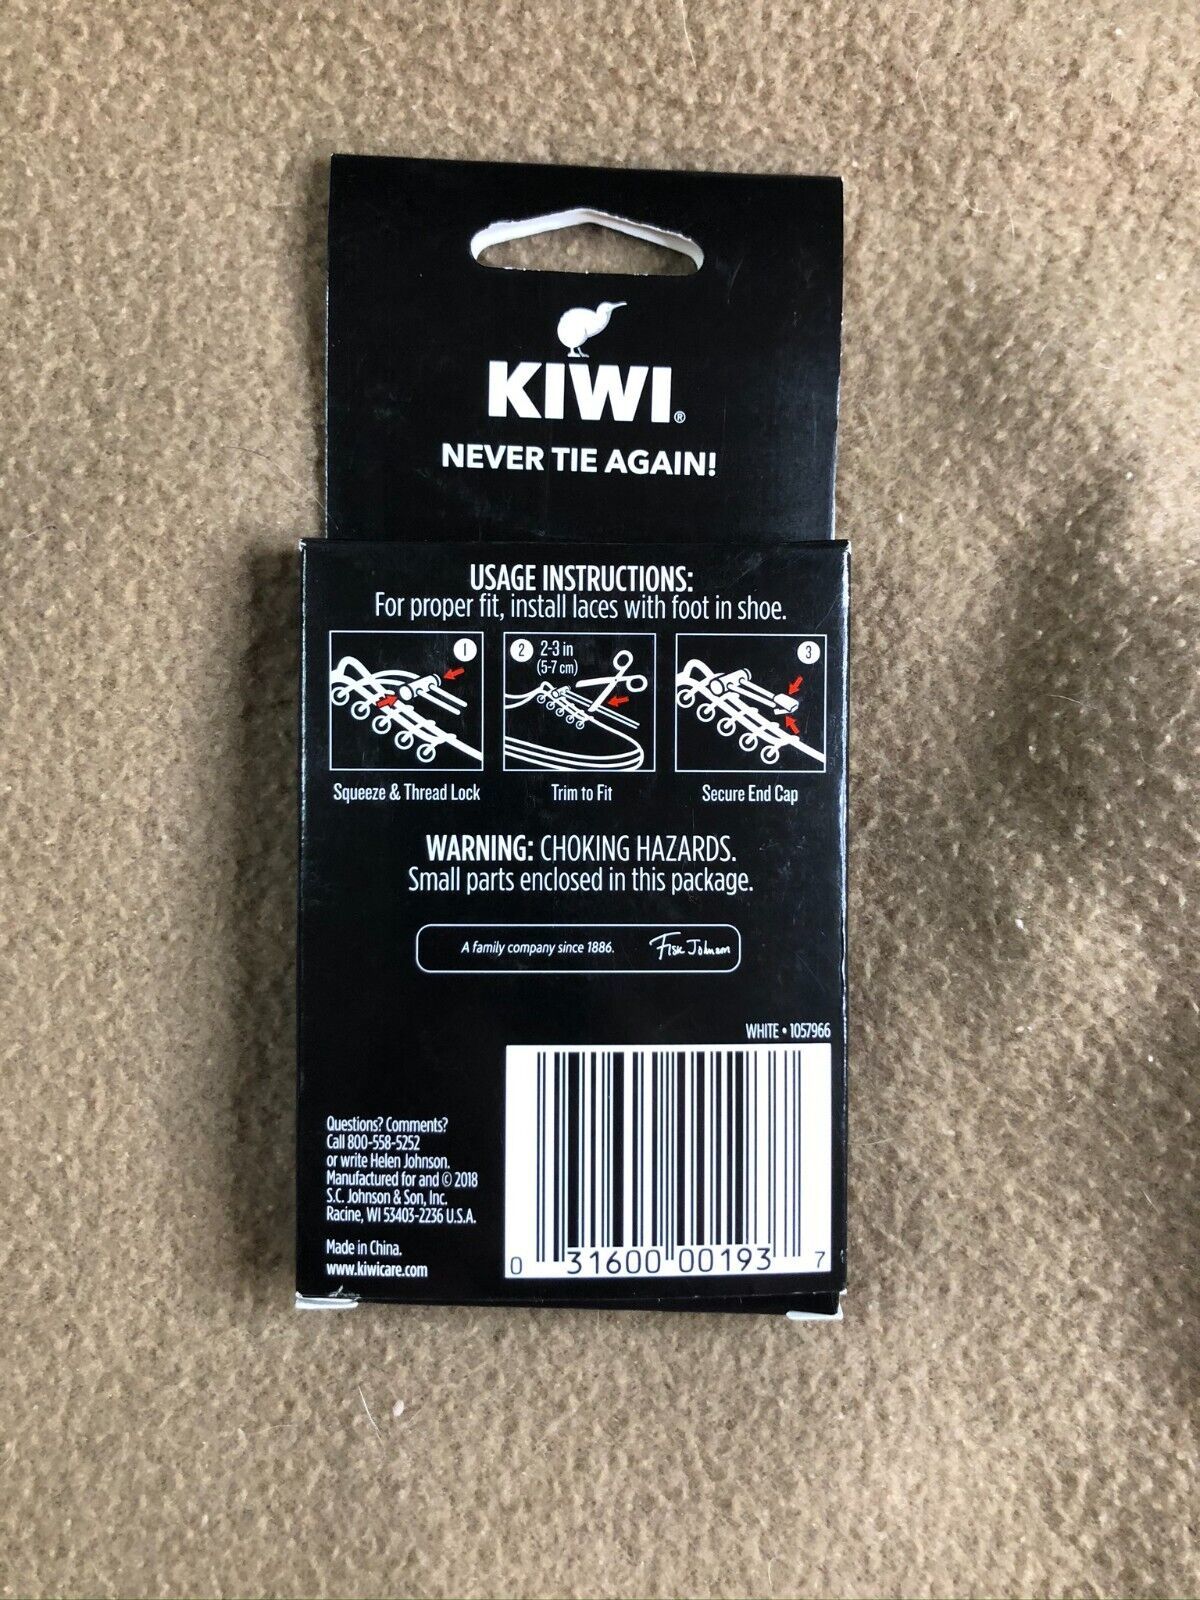 KIWI®
NEVER TIE AGAIN!
USAGE INSTRUCTIONS:
For proper fit, install laces with foot in shoe.
1
2 2-3 in
(5-7 cm)
3
Squeeze & Thread Lock
Trim to Fit
Secure End Cap
WARNING: CHOKING HAZARDS.
Small parts enclosed in this package.
A family company since 1886. Fisk Johnson
WHITE • 1057966
Questions? Comments?
Call 800-558-5252
or write Helen Johnson.
Manufactured for and © 2018
S.C. Johnson & Son, Inc.
Racine, WI 53403-2236 U.S.A.
Made in China.
www.kiwicare.com
0 31600 00193 7